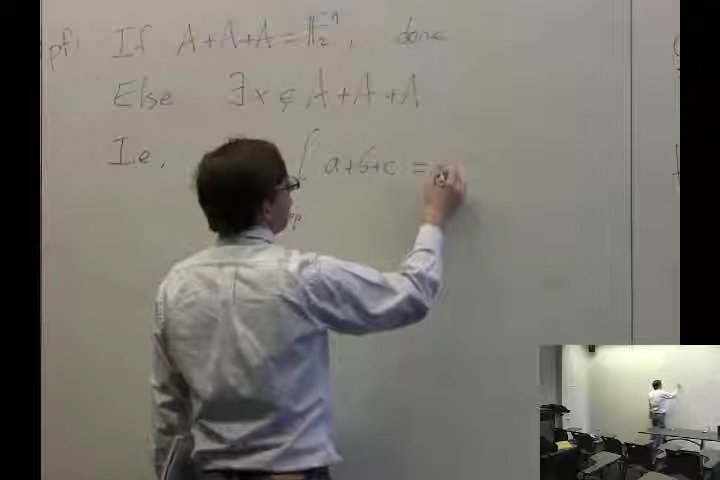 pf: If A+A+A = 𝔽₂ⁿ, done
Else ∃ x ∉ A+A+A
I.e. [ a+b+c =